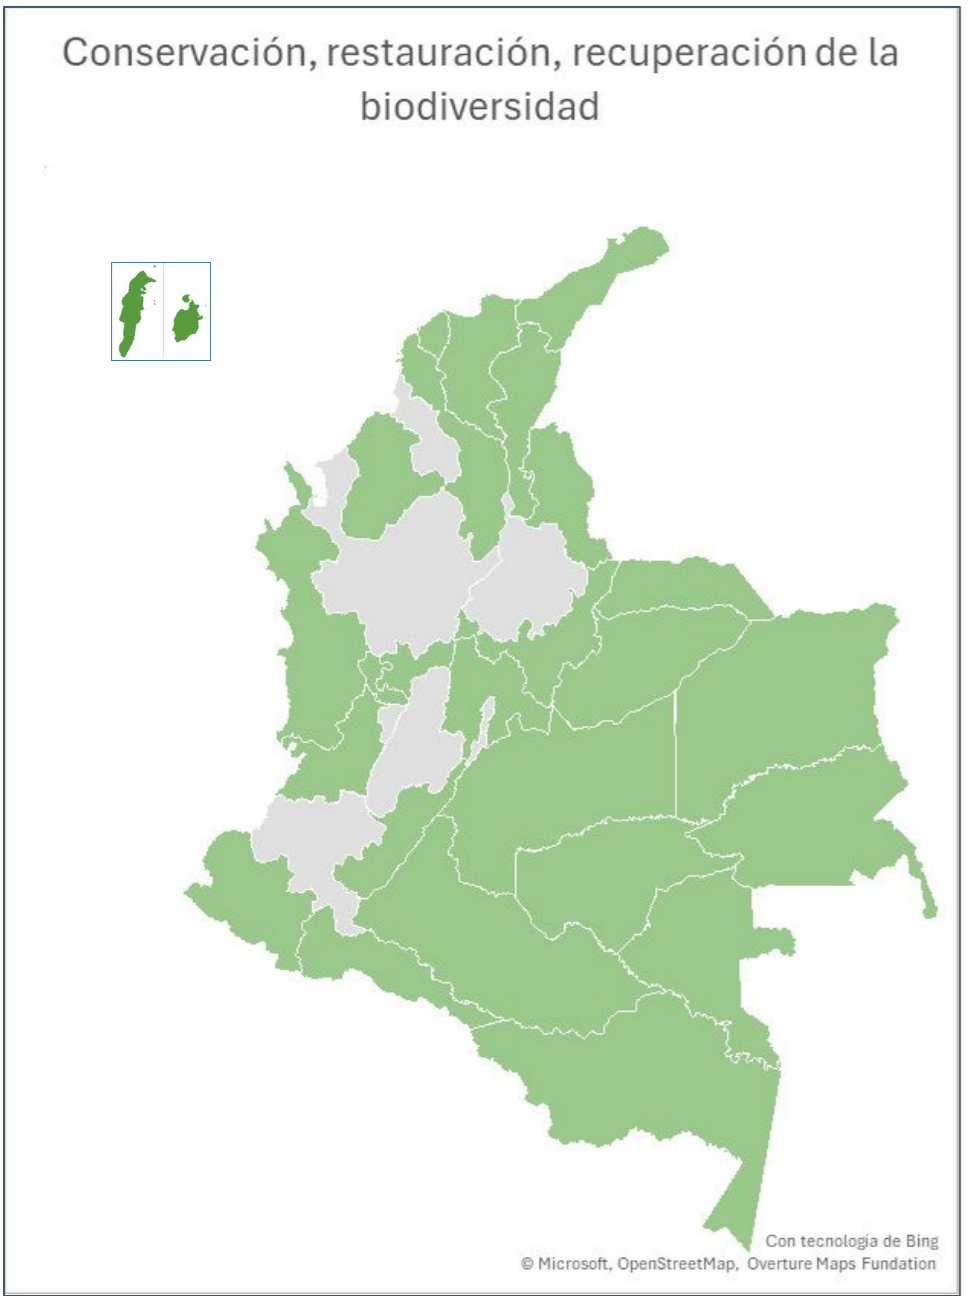 Conservación, restauración, recuperación de la
biodiversidad
Con tecnología de Bing
© Microsoft, OpenStreetMap, Overture Maps Fundation